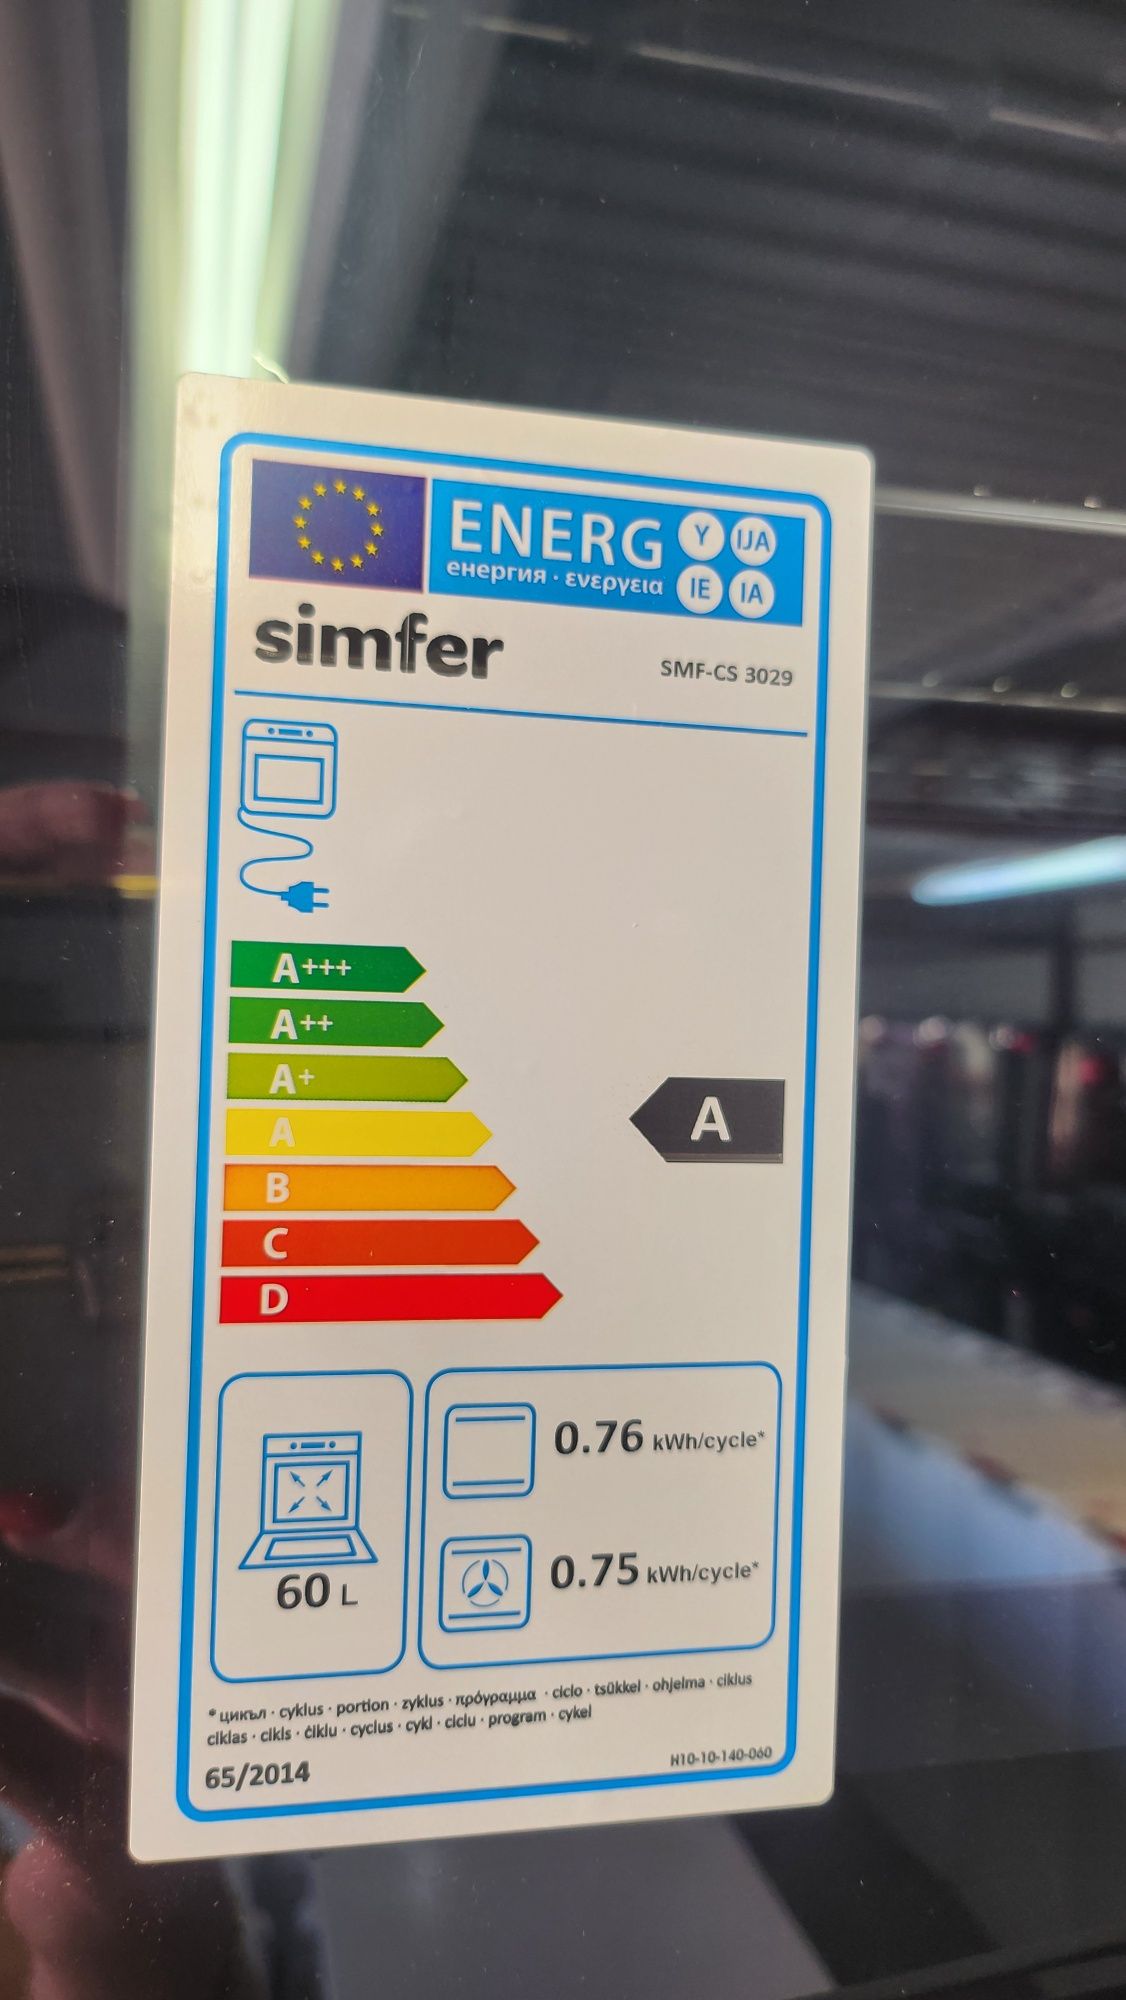 ENERG Y IJA
енергия · ενεργεια IE IA
simfer
SMF-CS 3029
A+++
A++
A+
A
A
B
C
D
0.76 kWh/cycle*
0.75 kWh/cycle*
60 L
* цикъл · cyklus · portion · zyklus · πρόγραμμα · ciclo · tsükkel · ohjelma · ciklus
ciklas · cikls · ċiklu · cyclus · cykl · ciclu · program · cykel
65/2014
H10-10-140-060